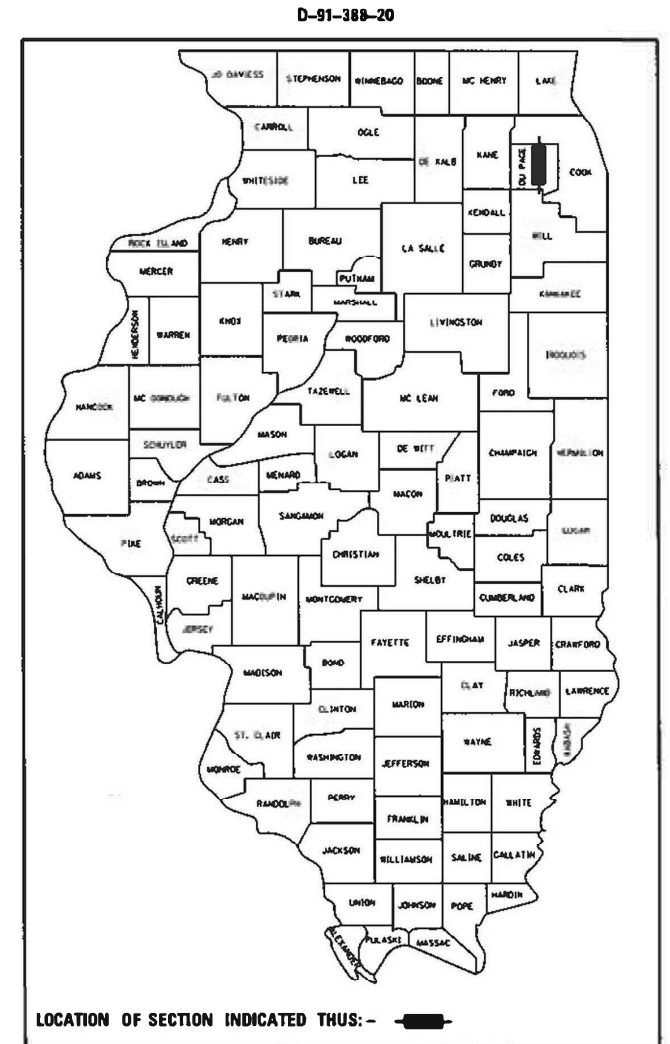 D-91-388-20
JO DAVIESS STEPHENSON WINNEBAGO BOONE MC HENRY LAKE
CARROLL OGLE DE KALB KANE DU PAGE COOK
WHITESIDE LEE
KENDALL
ROCK ISLAND HENRY BUREAU LA SALLE WILL
MERCER PUTNAM GRUNDY
STARK MARSHALL KANKAKEE
HENDERSON WARREN KNOX PEORIA WOODFORD LIVINGSTON
IROQUOIS
HANCOCK MC DONOUGH FULTON TAZEWELL MC LEAN FORD
MASON
SCHUYLER LOGAN DE WITT CHAMPAIGN VERMILION
ADAMS BROWN CASS MENARD MACON PIATT
MORGAN SANGAMON DOUGLAS
PIKE SCOTT CHRISTIAN MOULTRIE EDGAR
COLES
GREENE SHELBY
CALHOUN MACOUPIN MONTGOMERY CUMBERLAND CLARK
JERSEY FAYETTE EFFINGHAM JASPER CRAWFORD
MADISON BOND
CLAY RICHLAND LAWRENCE
CLINTON MARION
ST. CLAIR WAYNE EDWARDS WABASH
WASHINGTON JEFFERSON
MONROE
RANDOLPH PERRY HAMILTON WHITE
FRANKLIN
JACKSON WILLIAMSON SALINE GALLATIN
UNION JOHNSON POPE HARDIN
ALEXANDER PULASKI MASSAC
LOCATION OF SECTION INDICATED THUS:-